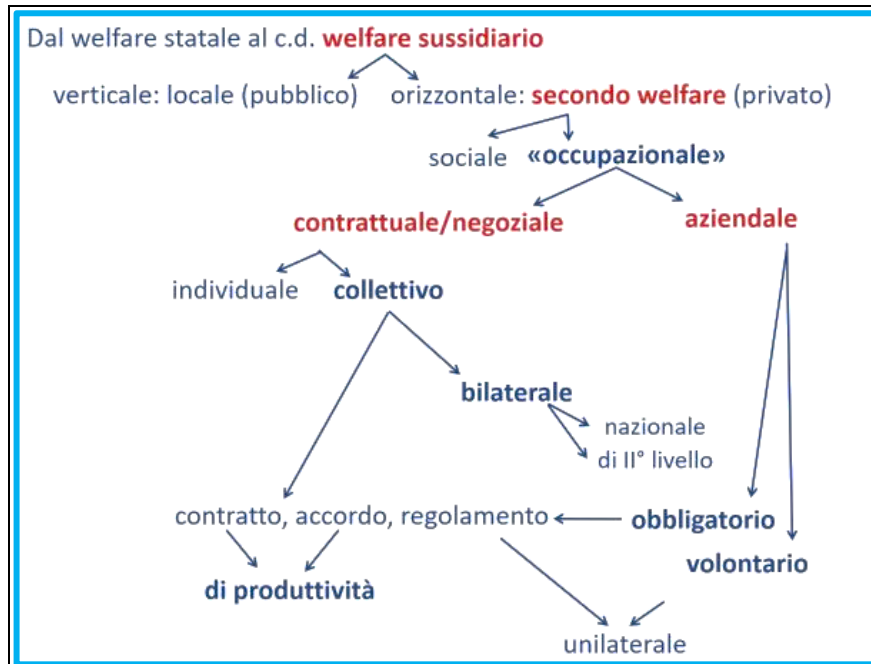 Dal welfare statale al c.d. welfare sussidiario
verticale: locale (pubblico) orizzontale: secondo welfare (privato)
sociale «occupazionale»
contrattuale/negoziale aziendale
individuale collettivo
bilaterale
nazionale
di II° livello
contratto, accordo, regolamento obbligatorio
volontario
di produttività
unilaterale